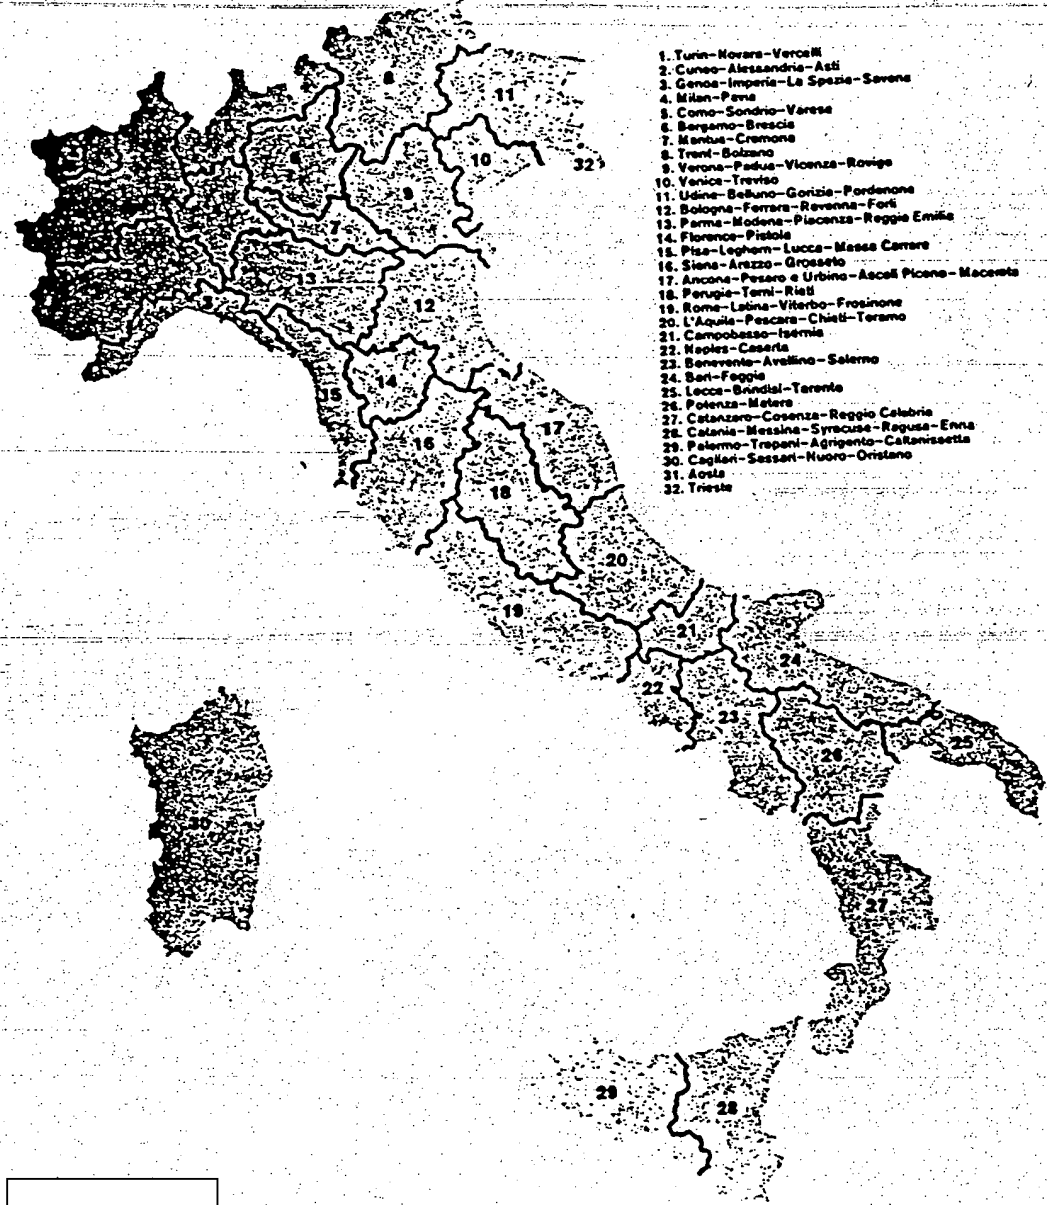 1. Turin-Novara-Vercelli
2. Cuneo-Alessandria-Asti
3. Genoa-Imperia-La Spezia-Savona
4. Milan-Pavia
5. Como-Sondrio-Varese
6. Bergamo-Brescia
7. Mantua-Cremona
8. Trent-Bolzano
9. Verona-Padua-Vicenza-Rovigo
10. Venice-Treviso
11. Udine-Belluno-Gorizia-Pordenone
12. Bologna-Ferrara-Ravenna-Forli
13. Parma-Modena-Piacenza-Reggio Emilia
14. Florence-Pistoia
15. Pisa-Leghorn-Lucca-Massa Carrara
16. Siena-Arezzo-Grosseto
17. Ancona-Pesaro e Urbino-Ascoli Piceno-Macerata
18. Perugia-Terni-Rieti
19. Rome-Latina-Viterbo-Frosinone
20. L'Aquila-Pescara-Chieti-Teramo
21. Campobasso-Isernia
22. Naples-Caserta
23. Benevento-Avellino-Salerno
24. Bari-Foggia
25. Lecce-Brindisi-Taranto
26. Potenza-Matera
27. Catanzaro-Cosenza-Reggio Calabria
28. Catania-Messina-Syracuse-Ragusa-Enna
29. Palermo-Trapani-Agrigento-Caltanissetta
30. Cagliari-Sassari-Nuoro-Oristano
31. Aosta
32. Trieste
8
11
6
10
32
9
7
13
3
12
14
15
16
17
18
20
19
21
24
22
23
25
26
30
27
29
28